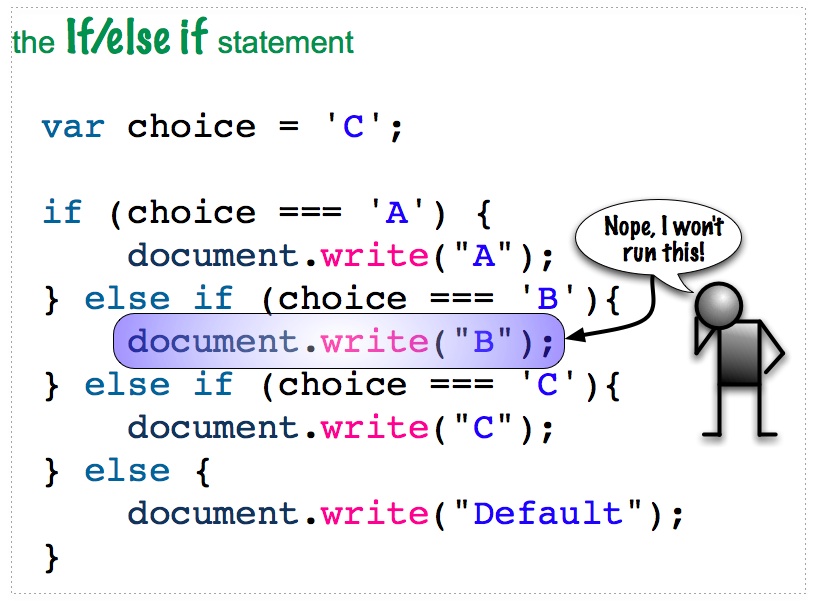 the If/else if statement
var choice = 'C';
if (choice === 'A') {
    document.write("A");
} else if (choice === 'B'){
    document.write("B");
} else if (choice === 'C'){
    document.write("C");
} else {
    document.write("Default");
}
Nope, I won't
run this!